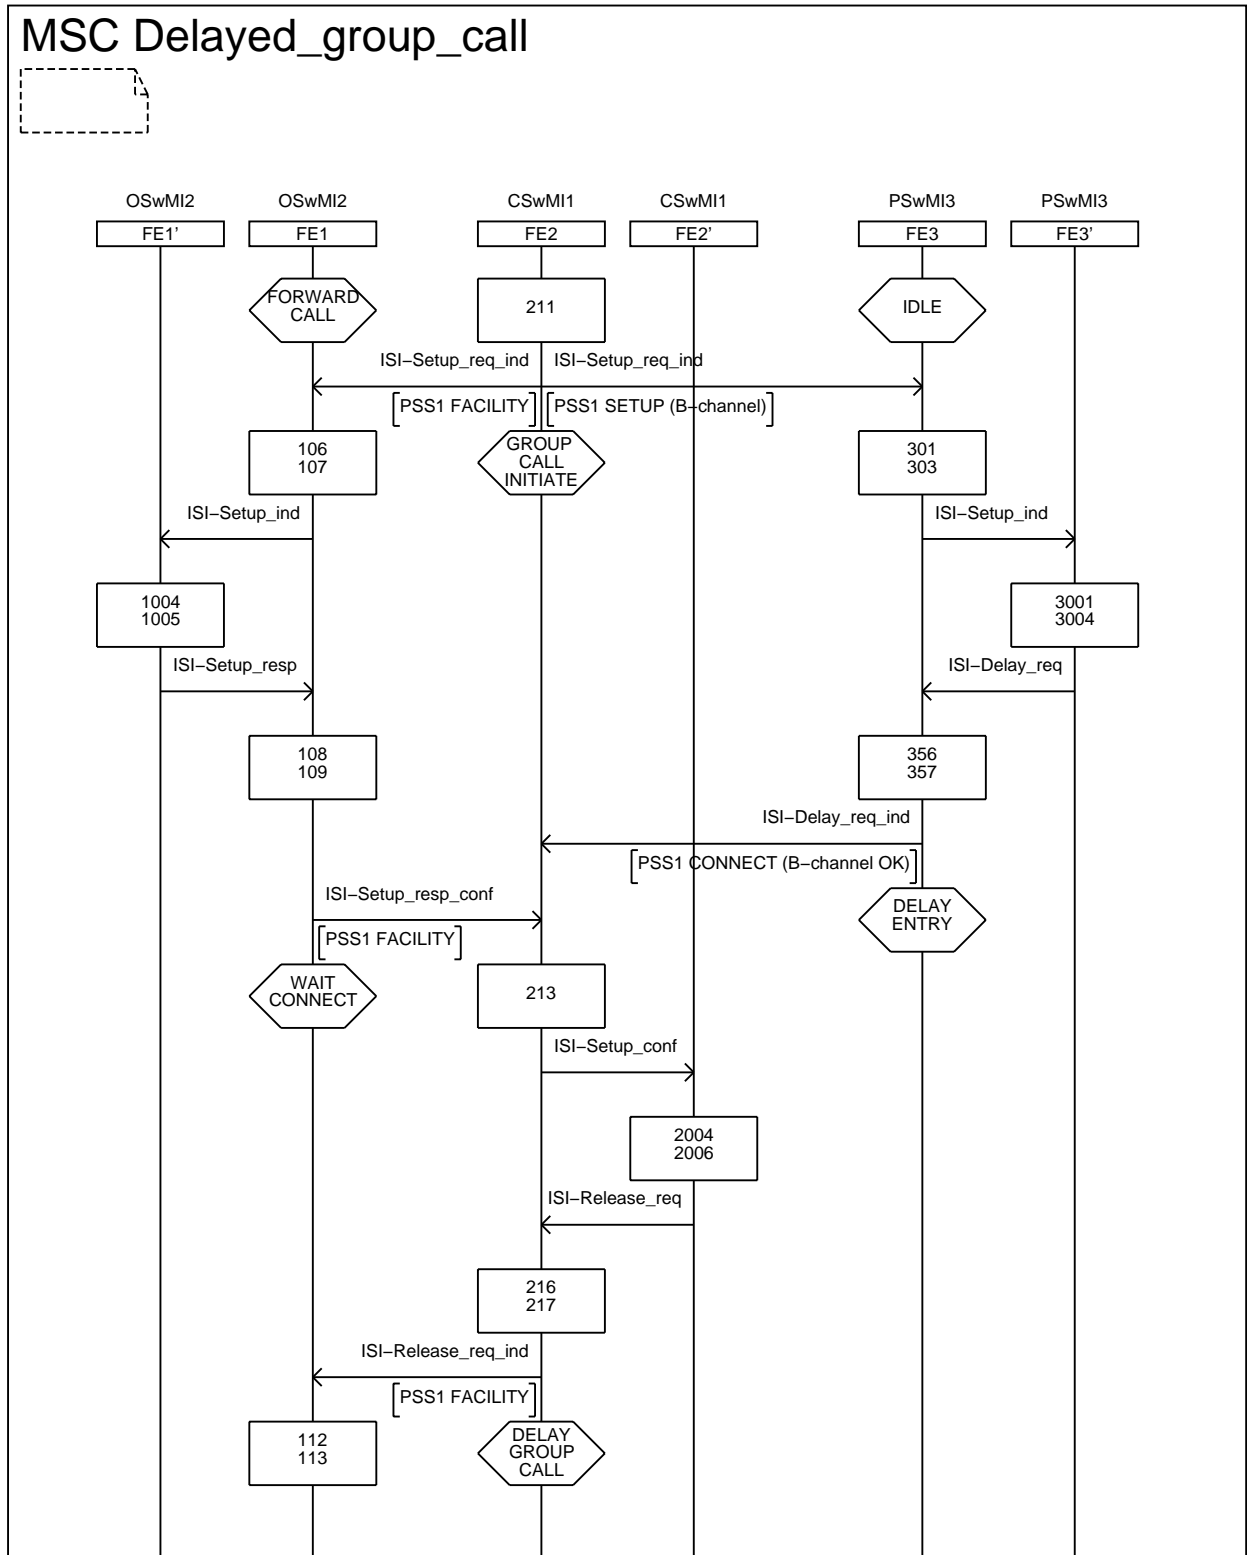 MSC Delayed_group_call
OSwMI2 OSwMI2 CSwMI1 CSwMI1 PSwMI3 PSwMI3
FE1' FE1 FE2 FE2' FE3 FE3'
FORWARD
CALL
211
IDLE
ISI−Setup_req_ind ISI−Setup_req_ind
PSS1 FACILITY PSS1 SETUP (B−channel)
106
107
GROUP
CALL
INITIATE
301
303
ISI−Setup_ind ISI−Setup_ind
1004
1005
3001
3004
ISI−Setup_resp ISI−Delay_req
108
109
356
357
ISI−Delay_req_ind
PSS1 CONNECT (B−channel OK)
ISI−Setup_resp_conf
PSS1 FACILITY
DELAY
ENTRY
WAIT
CONNECT
213
ISI−Setup_conf
2004
2006
ISI−Release_req
216
217
ISI−Release_req_ind
PSS1 FACILITY
112
113
DELAY
GROUP
CALL